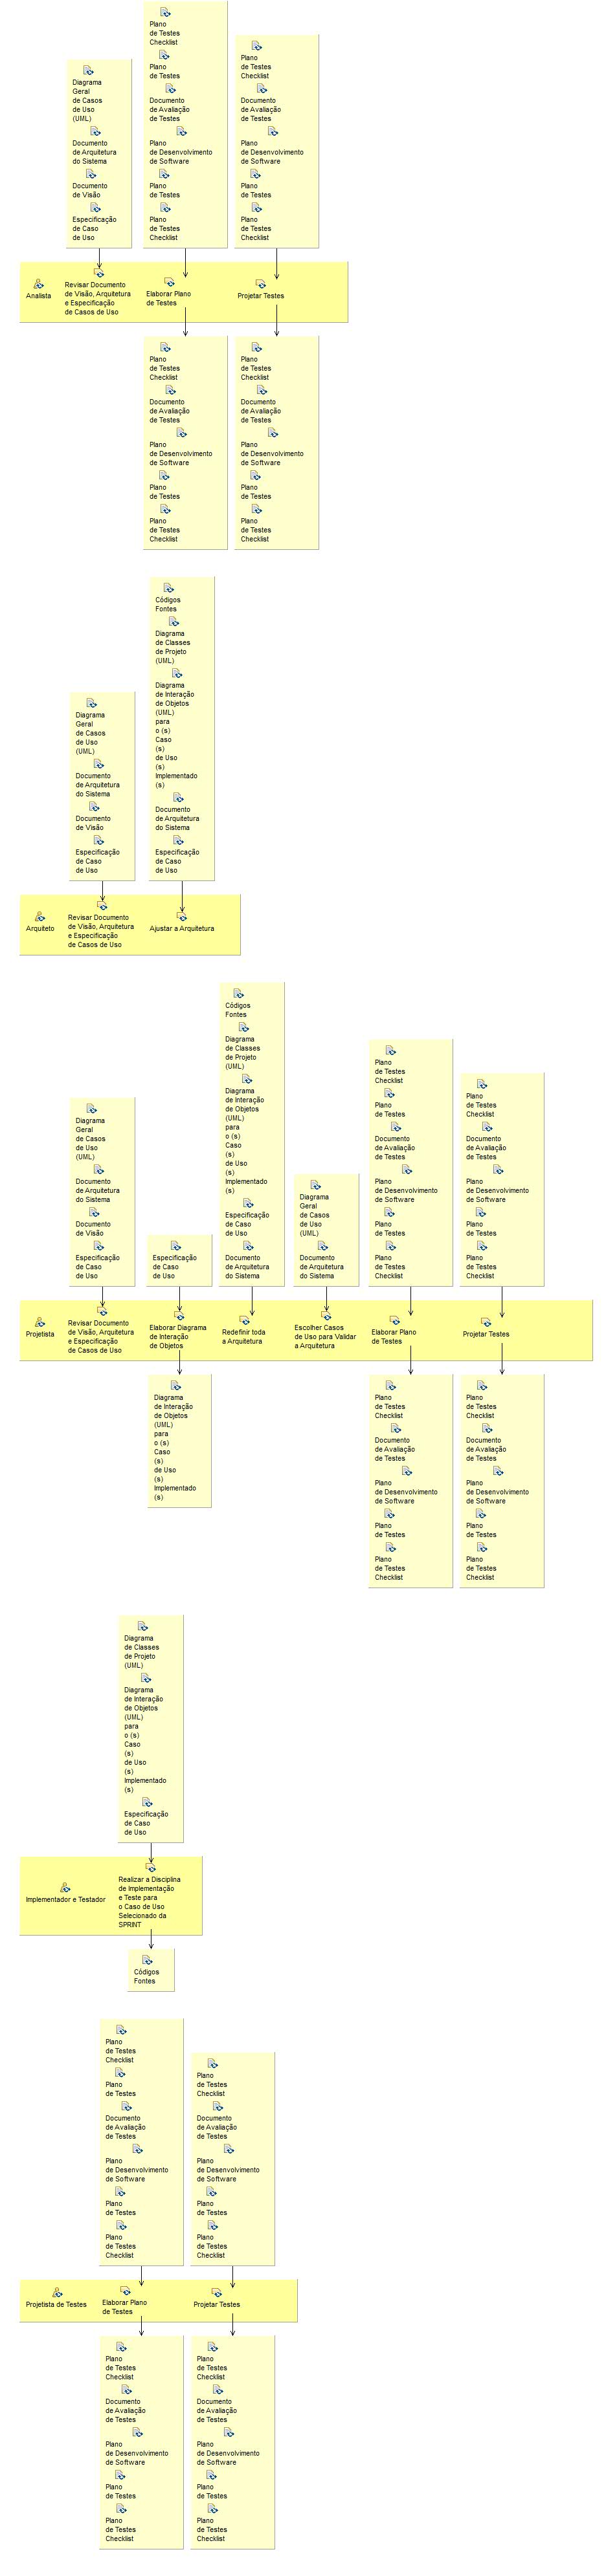 Diagrama
Geral
de Casos
de Uso
(UML)
Documento
de Arquitetura
do Sistema
Documento
de Visão
Especificação
de Caso
de Uso
Plano
de Testes
Checklist
Plano
de Testes
Documento
de Avaliação
de Testes
Plano
de Desenvolvimento
de Software
Plano
de Testes
Plano
de Testes
Checklist
Plano
de Testes
Checklist
Documento
de Avaliação
de Testes
Plano
de Desenvolvimento
de Software
Plano
de Testes
Plano
de Testes
Checklist
Analista
Revisar Documento
de Visão, Arquitetura
e Especificação
de Casos de Uso
Elaborar Plano
de Testes
Projetar Testes
Plano
de Testes
Checklist
Documento
de Avaliação
de Testes
Plano
de Desenvolvimento
de Software
Plano
de Testes
Plano
de Testes
Checklist
Plano
de Testes
Checklist
Documento
de Avaliação
de Testes
Plano
de Desenvolvimento
de Software
Plano
de Testes
Plano
de Testes
Checklist
Diagrama
Geral
de Casos
de Uso
(UML)
Documento
de Arquitetura
do Sistema
Documento
de Visão
Especificação
de Caso
de Uso
Códigos
Fontes
Diagrama
de Classes
de Projeto
(UML)
Diagrama
de Interação
de Objetos
(UML)
para
o (s)
Caso
(s)
de Uso
(s)
Implementado
(s)
Documento
de Arquitetura
do Sistema
Especificação
de Caso
de Uso
Arquiteto
Revisar Documento
de Visão, Arquitetura
e Especificação
de Casos de Uso
Ajustar a Arquitetura
Diagrama
Geral
de Casos
de Uso
(UML)
Documento
de Arquitetura
do Sistema
Documento
de Visão
Especificação
de Caso
de Uso
Especificação
de Caso
de Uso
Códigos
Fontes
Diagrama
de Classes
de Projeto
(UML)
Diagrama
de Interação
de Objetos
(UML)
para
o (s)
Caso
(s)
de Uso
(s)
Implementado
(s)
Especificação
de Caso
de Uso
Documento
de Arquitetura
do Sistema
Diagrama
Geral
de Casos
de Uso
(UML)
Documento
de Arquitetura
do Sistema
Plano
de Testes
Checklist
Plano
de Testes
Documento
de Avaliação
de Testes
Plano
de Desenvolvimento
de Software
Plano
de Testes
Plano
de Testes
Checklist
Plano
de Testes
Checklist
Documento
de Avaliação
de Testes
Plano
de Desenvolvimento
de Software
Plano
de Testes
Plano
de Testes
Checklist
Projetista
Revisar Documento
de Visão, Arquitetura
e Especificação
de Casos de Uso
Elaborar Diagrama
de Interação
de Objetos
Redefinir toda
a Arquitetura
Escolher Casos
de Uso para Validar
a Arquitetura
Elaborar Plano
de Testes
Projetar Testes
Diagrama
de Interação
de Objetos
(UML)
para
o (s)
Caso
(s)
de Uso
(s)
Implementado
(s)
Plano
de Testes
Checklist
Documento
de Avaliação
de Testes
Plano
de Desenvolvimento
de Software
Plano
de Testes
Plano
de Testes
Checklist
Plano
de Testes
Checklist
Documento
de Avaliação
de Testes
Plano
de Desenvolvimento
de Software
Plano
de Testes
Plano
de Testes
Checklist
Diagrama
de Classes
de Projeto
(UML)
Diagrama
de Interação
de Objetos
(UML)
para
o (s)
Caso
(s)
de Uso
(s)
Implementado
(s)
Especificação
de Caso
de Uso
Implementador e Testador
Realizar a Disciplina
de Implementação
e Teste para
o Caso de Uso
Selecionado da
SPRINT
Códigos
Fontes
Plano
de Testes
Checklist
Plano
de Testes
Documento
de Avaliação
de Testes
Plano
de Desenvolvimento
de Software
Plano
de Testes
Plano
de Testes
Checklist
Plano
de Testes
Checklist
Documento
de Avaliação
de Testes
Plano
de Desenvolvimento
de Software
Plano
de Testes
Plano
de Testes
Checklist
Projetista de Testes
Elaborar Plano
de Testes
Projetar Testes
Plano
de Testes
Checklist
Documento
de Avaliação
de Testes
Plano
de Desenvolvimento
de Software
Plano
de Testes
Plano
de Testes
Checklist
Plano
de Testes
Checklist
Documento
de Avaliação
de Testes
Plano
de Desenvolvimento
de Software
Plano
de Testes
Plano
de Testes
Checklist